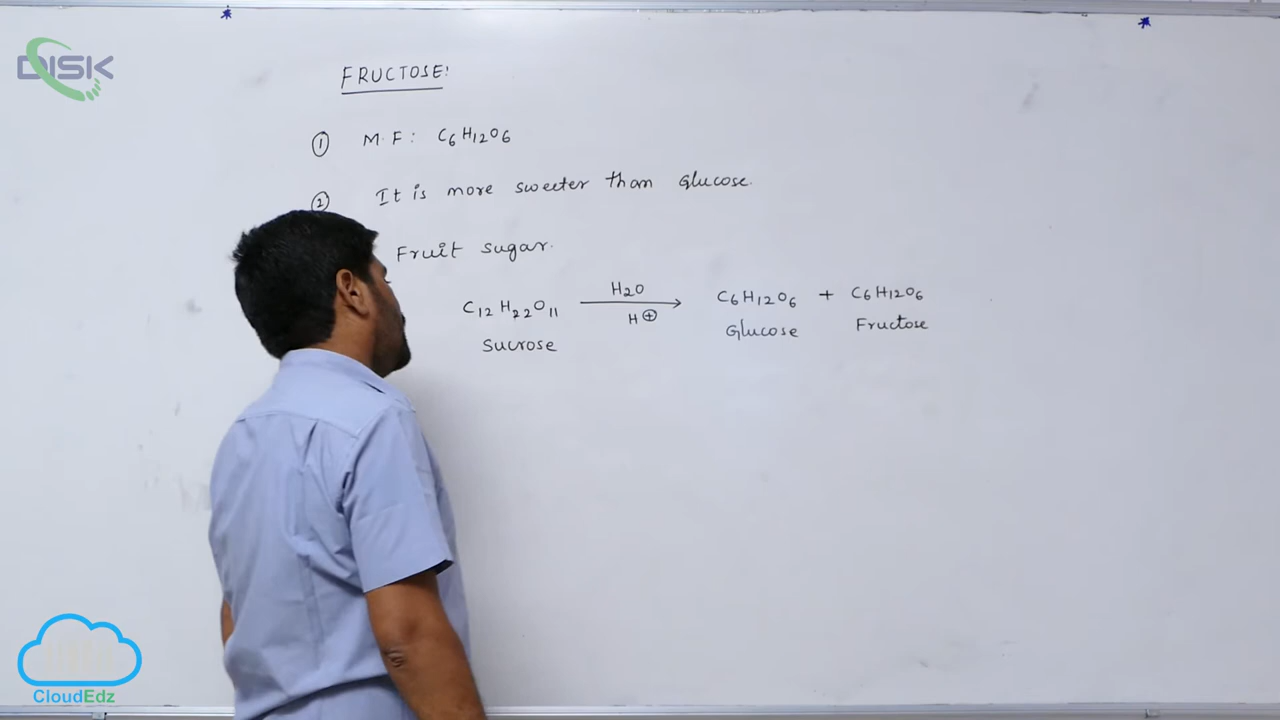 DISK
FRUCTOSE:
① M.F: C6H12O6
② It is more sweeter than Glucose.
Fruit sugar.
C12H22O11 H2O H⊕ → C6H12O6 + C6H12O6
Sucrose Glucose Fructose
CloudEdz